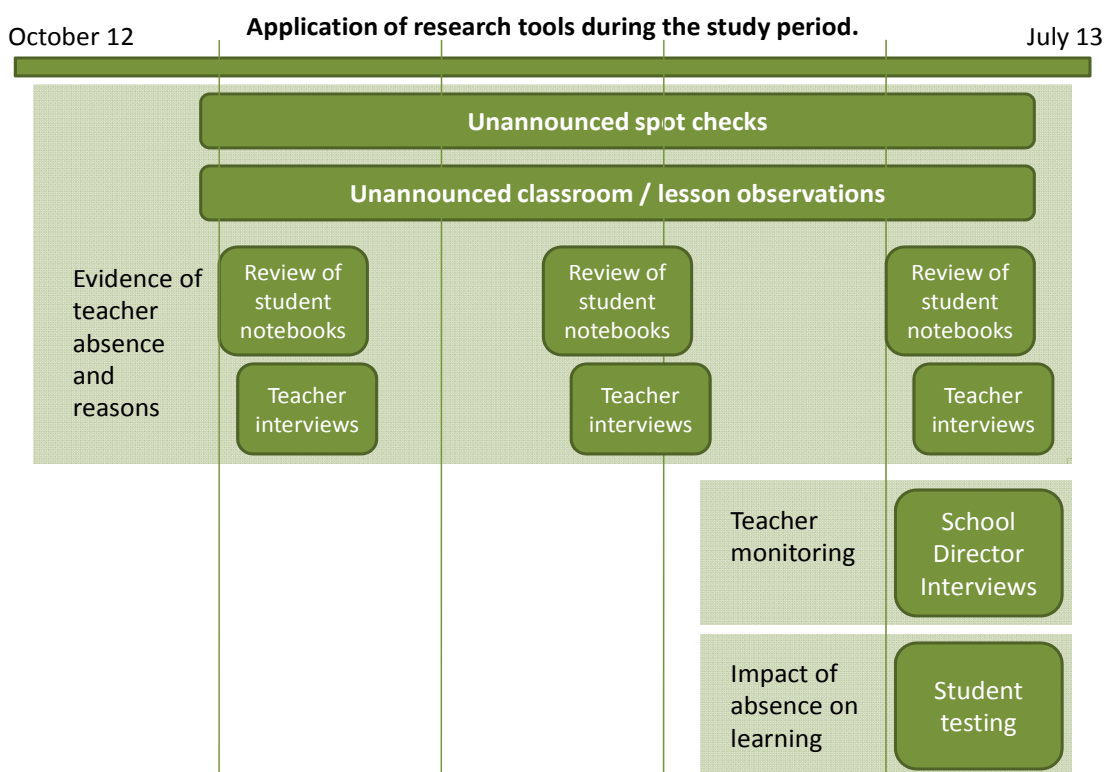 Application of research tools during the study period.
October 12
July 13
Unannounced spot checks
Unannounced classroom / lesson observations
Evidence of
teacher
absence
and
reasons
Review of
student
notebooks
Review of
student
notebooks
Review of
student
notebooks
Teacher
interviews
Teacher
interviews
Teacher
interviews
Teacher
monitoring
School
Director
Interviews
Impact of
absence on
learning
Student
testing